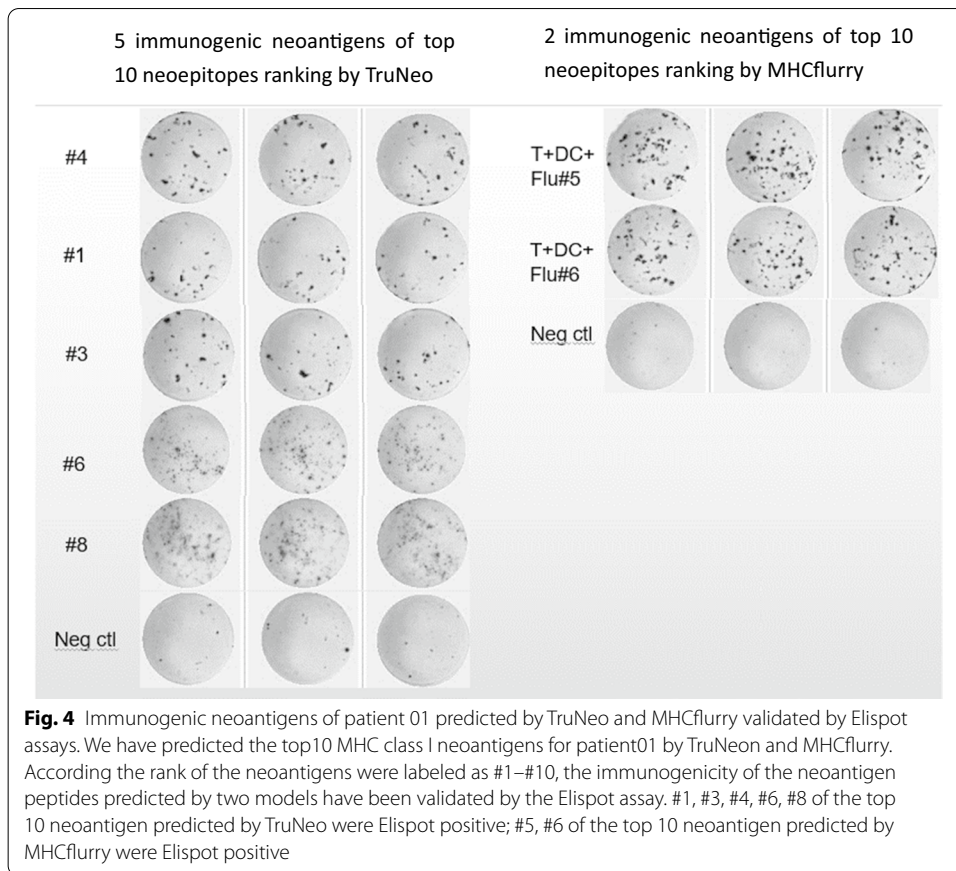 5 immunogenic neoantigens of top
10 neoepitopes ranking by TruNeo
2 immunogenic neoantigens of top 10
neoepitopes ranking by MHCflurry
#4
#1
#3
#6
#8
Neg ctl
T+DC+
Flu#5
T+DC+
Flu#6
Neg ctl
Fig. 4 Immunogenic neoantigens of patient 01 predicted by TruNeo and MHCflurry validated by Elispot
assays. We have predicted the top10 MHC class I neoantigens for patient01 by TruNeon and MHCflurry.
According the rank of the neoantigens were labeled as #1–#10, the immunogenicity of the neoantigen
peptides predicted by two models have been validated by the Elispot assay. #1, #3, #4, #6, #8 of the top
10 neoantigen predicted by TruNeo were Elispot positive; #5, #6 of the top 10 neoantigen predicted by
MHCflurry were Elispot positive